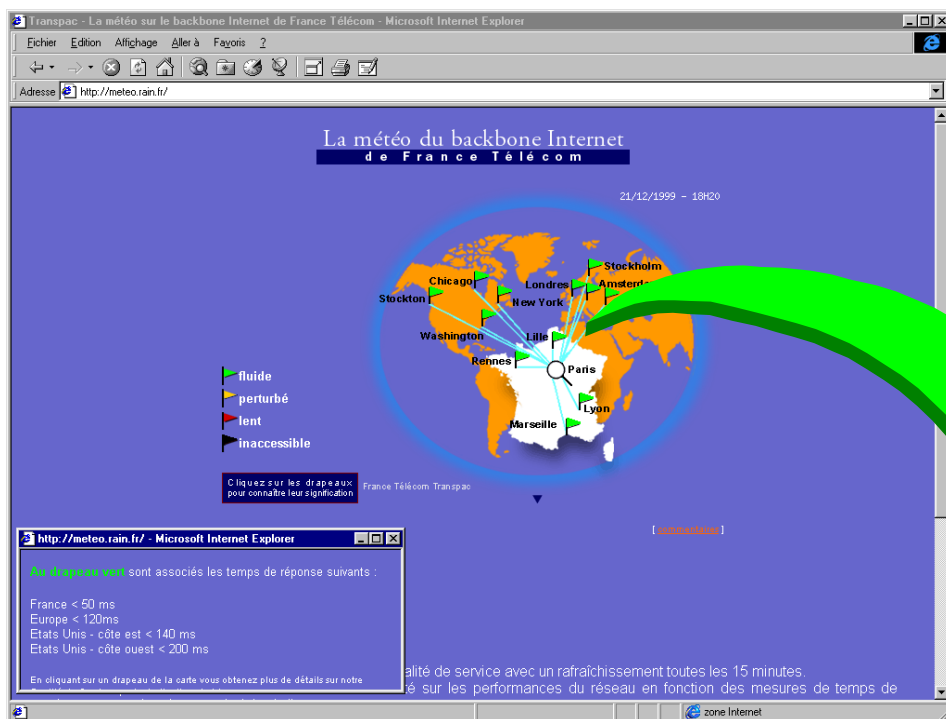 Transpac - La météo sur le backbone Internet de France Télécom - Microsoft Internet Explorer
Fichier Edition Affichage Aller à Favoris ?
Adresse http://meteo.rain.fr/
La météo du backbone Internet
de France Télécom
21/12/1999 - 18H20
Stockholm
Chicago
Londres
Amsterda
Stockton
New York
Washington
Lille
Rennes
Paris
Lyon
Marseille
fluide
perturbé
lent
inaccessible
Cliquez sur les drapeaux
pour connaître leur signification
France Télécom Transpac
[ commentaires ]
http://meteo.rain.fr/ - Microsoft Internet Explorer
Au drapeau vert sont associés les temps de réponse suivants :
France < 50 ms
Europe < 120ms
Etats Unis - côte est < 140 ms
Etats Unis - côte ouest < 200 ms
En cliquant sur un drapeau de la carte vous obtenez plus de détails sur notre
alité de service avec un rafraîchissement toutes les 15 minutes.
té sur les performances du réseau en fonction des mesures de temps de
zone Internet